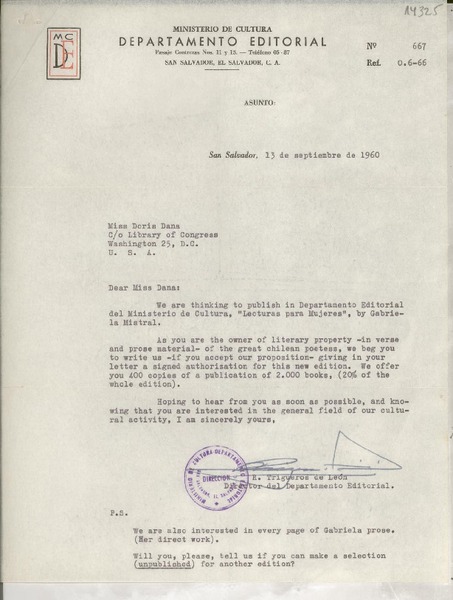 14325
MC
DE
MINISTERIO DE CULTURA
DEPARTAMENTO EDITORIAL
Pasaje Contreras Nos. 11 y 13. — Teléfono 65-87
SAN SALVADOR, EL SALVADOR, C. A.
Nº 667
Ref. O.6-66
ASUNTO:
San Salvador, 13 de septiembre de 1960
Miss Doris Dana
C/o Library of Congress
Washington 25, D.C.
U. S. A.
Dear Miss Dana:
We are thinking to publish in Departamento Editorial
del Ministerio de Cultura, "Lecturas para Mujeres", by Gabrie-
la Mistral.
As you are the owner of literary property -in verse
and prose material- of the great chilean poetess, we beg you
to write us -if you accept our proposition- giving in your
letter a signed authorisation for this new edition. We offer
you 400 copies of a publication of 2.000 books, (20% of the
whole edition).
Hoping to hear from you as soon as possible, and kno-
wing that you are interested in the general field of our cultu-
ral activity, I am sincerely yours,
MINISTERIO DE CULTURA-DEPARTAMENTO EDITORIAL
DIRECCION
R. Trigueros de León
Director del Departamento Editorial.
P.S.
We are also interested in every page of Gabriela prose.
(Her direct work).
Will you, please, tell us if you can make a selection
(unpublished) for another edition?